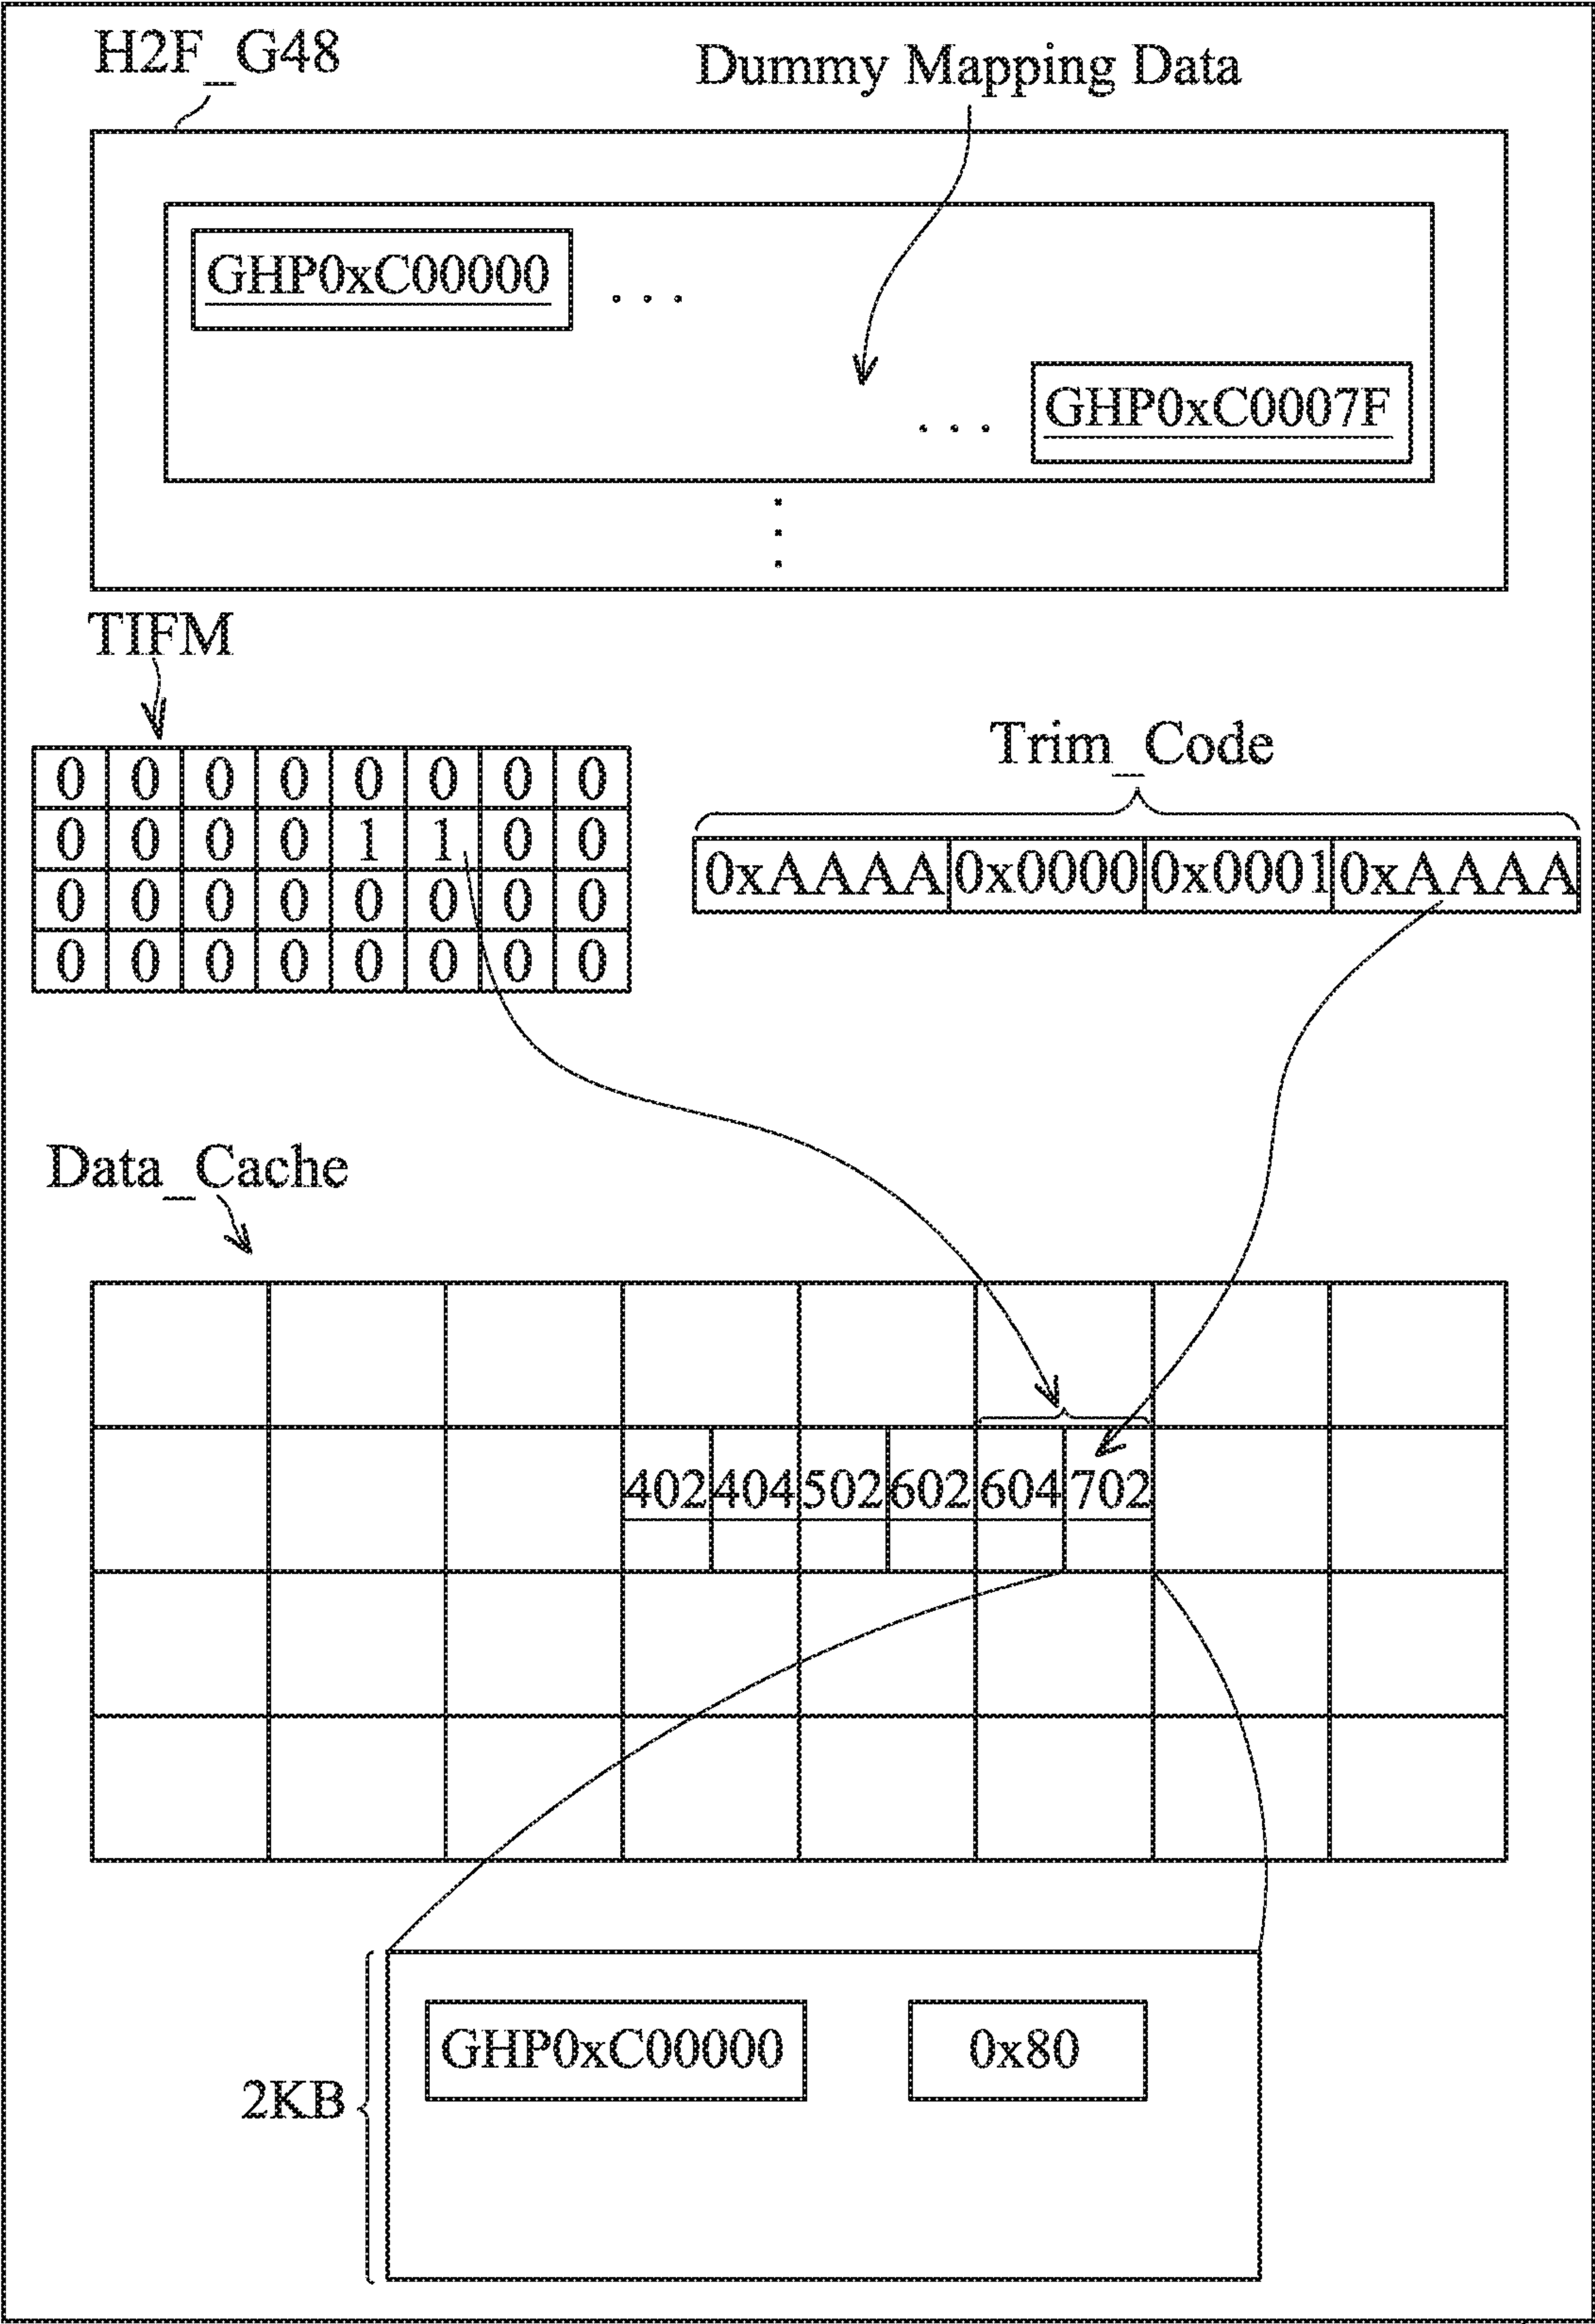 H2F_G48
Dummy Mapping Data
GHP0xC00000 ...
... GHP0xC0007F
TIFM
0 0 0 0 0 0 0 0
0 0 0 0 1 1 0 0
0 0 0 0 0 0 0 0
0 0 0 0 0 0 0 0
Trim_Code
0xAAAA 0x0000 0x0001 0xAAAA
Data_Cache
402 404 502 602 604 702
2KB
GHP0xC00000 0x80